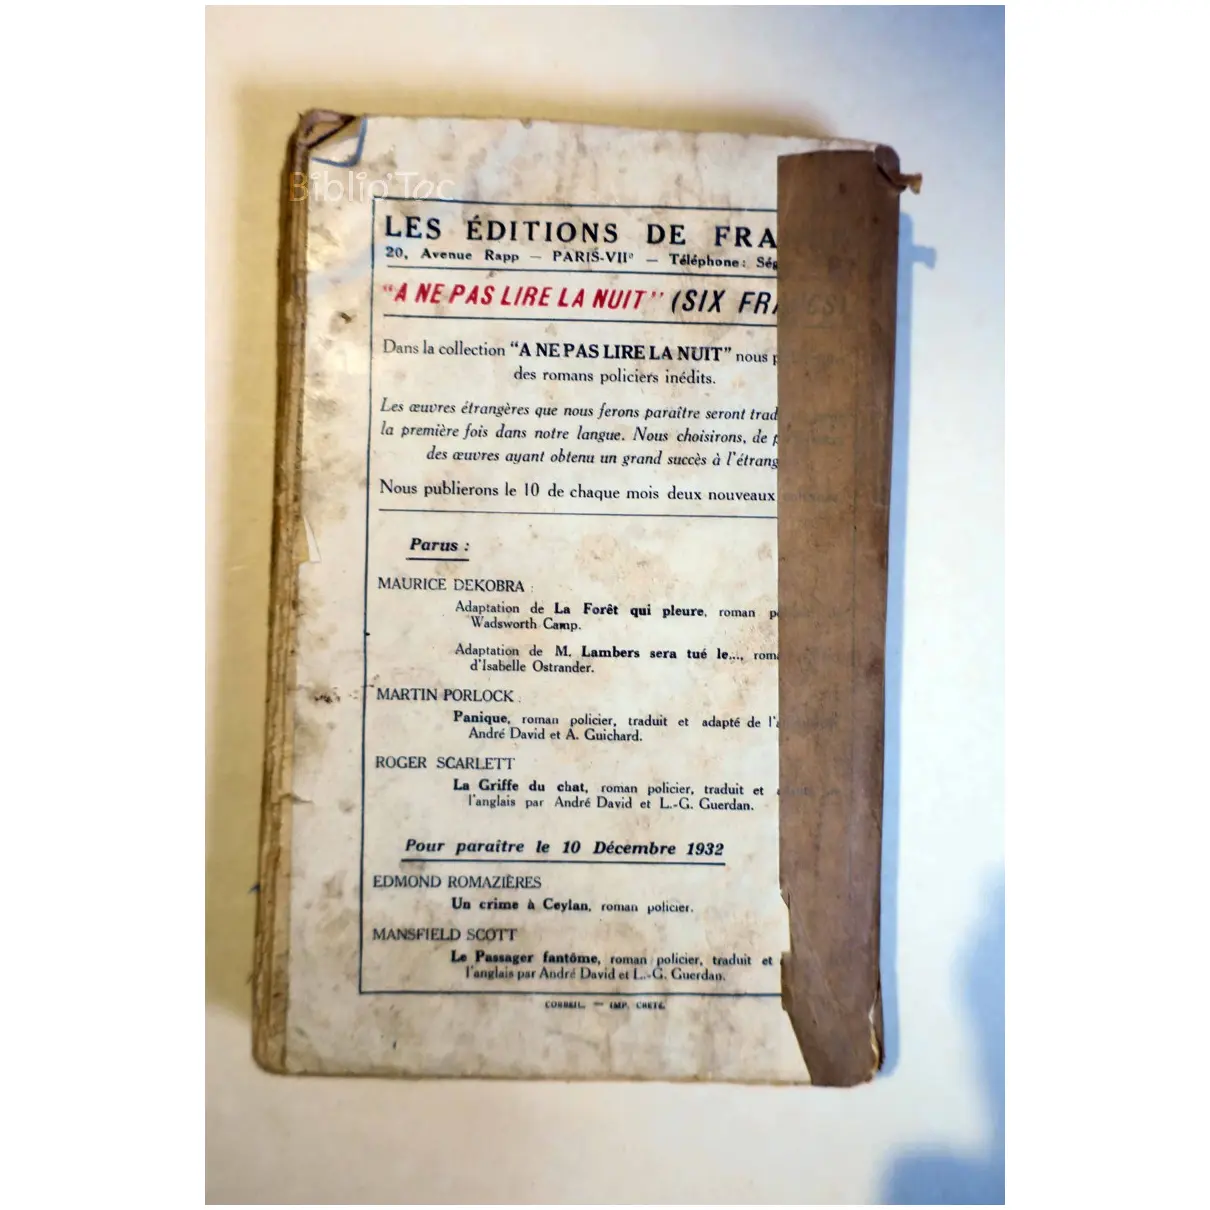 Biblio'Tec
LES ÉDITIONS DE FRA
20, Avenue Rapp — PARIS-VIIe — Téléphone: Ség
"A NE PAS LIRE LA NUIT" (SIX FRANCS)
Dans la collection "A NE PAS LIRE LA NUIT" nous
des romans policiers inédits.
Les œuvres étrangères que nous ferons paraître seront trad
la première fois dans notre langue. Nous choisirons, de
des œuvres ayant obtenu un grand succès à l'étrang
Nous publierons le 10 de chaque mois deux nouveaux
Parus :
MAURICE DEKOBRA :
Adaptation de La Forêt qui pleure, roman
Wadsworth Camp.
Adaptation de M. Lambers sera tué le..., rom
d'Isabelle Ostrander.
MARTIN PORLOCK :
Panique, roman policier, traduit et adapté de
André David et A. Guichard.
ROGER SCARLETT
La Griffe du chat, roman policier, traduit et
l'anglais par André David et L.-G. Guerdan.
Pour paraître le 10 Décembre 1932
EDMOND ROMAZIÈRES
Un crime à Ceylan, roman policier.
MANSFIELD SCOTT
Le Passager fantôme, roman policier, traduit et
l'anglais par André David et L.-G. Guerdan.
CORBEIL. — IMP. CRÉTÉ.